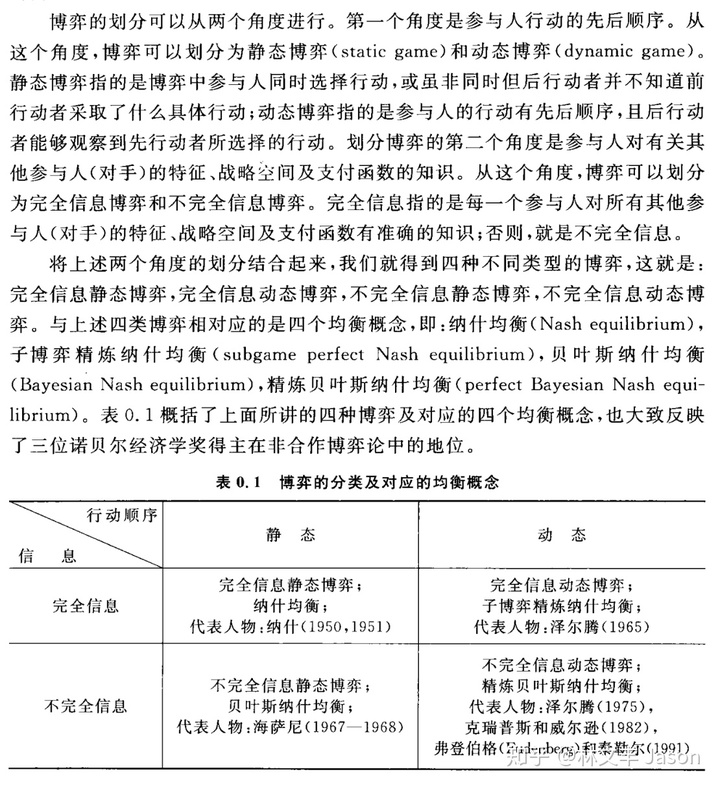 博弈的划分可以从两个角度进行。第一个角度是参与人行动的先后顺序。从
这个角度,博弈可以划分为静态博弈(static game)和动态博弈(dynamic game)。
静态博弈指的是博弈中参与人同时选择行动,或虽非同时但后行动者并不知道前
行动者采取了什么具体行动;动态博弈指的是参与人的行动有先后顺序,且后行动
者能够观察到先行动者所选择的行动。划分博弈的第二个角度是参与人对有关其
他参与人(对手)的特征、战略空间及支付函数的知识。从这个角度,博弈可以划分
为完全信息博弈和不完全信息博弈。完全信息指的是每一个参与人对所有其他参
与人(对手)的特征、战略空间及支付函数有准确的知识;否则,就是不完全信息。
将上述两个角度的划分结合起来,我们就得到四种不同类型的博弈,这就是:
完全信息静态博弈,完全信息动态博弈,不完全信息静态博弈,不完全信息动态博
弈。与上述四类博弈相对应的是四个均衡概念,即:纳什均衡(Nash equilibrium),
子博弈精炼纳什均衡(subgame perfect Nash equilibrium),贝叶斯纳什均衡
(Bayesian Nash equilibrium),精炼贝叶斯纳什均衡(perfect Bayesian Nash equi-
librium)。表0.1概括了上面所讲的四种博弈及对应的四个均衡概念,也大致反映
了三位诺贝尔经济学奖得主在非合作博弈论中的地位。
表0.1 博弈的分类及对应的均衡概念
行动顺序
信 息
静 态
动 态
完全信息
完全信息静态博弈;
纳什均衡;
代表人物:纳什(1950,1951)
完全信息动态博弈;
子博弈精炼纳什均衡;
代表人物:泽尔腾(1965)
不完全信息
不完全信息静态博弈;
贝叶斯纳什均衡;
代表人物:海萨尼(1967—1968)
不完全信息动态博弈;
精炼贝叶斯纳什均衡;
代表人物:泽尔腾(1975),
克瑞普斯和威尔逊(1982),
弗登伯格(Fudenberg)和泰勒尔(1991)
知乎 @林文丰 Jason